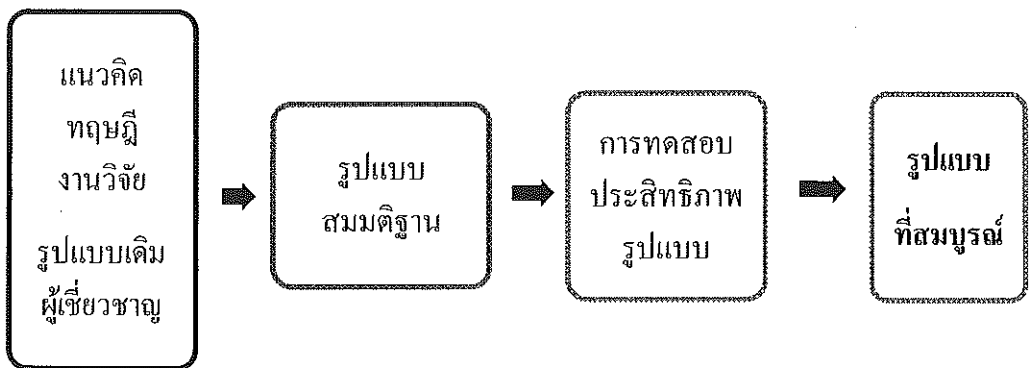 แนวคิด
ทฤษฎี
งานวิจัย
รูปแบบเดิม
ผู้เชี่ยวชาญ
รูปแบบ
สมมติฐาน
การทดสอบ
ประสิทธิภาพ
รูปแบบ
รูปแบบ
ที่สมบูรณ์